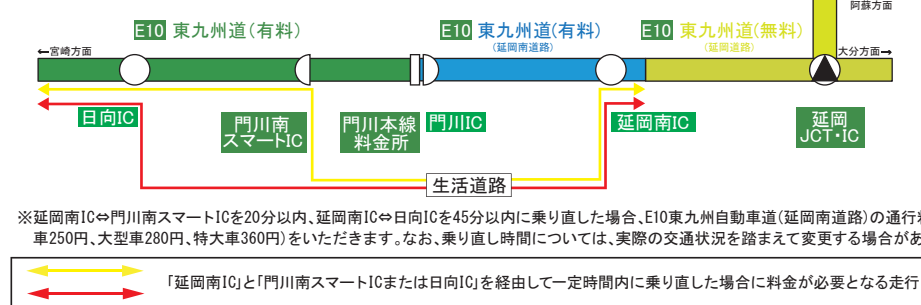 阿蘇方面
E10 東九州道(有料)
E10 東九州道(有料)
(延岡南道路)
E10 東九州道(無料)
(延岡道路)
←宮崎方面
大分方面→
日向IC
門川南
スマートIC
門川本線
料金所
門川IC
延岡南IC
延岡
JCT・IC
生活道路
※延岡南IC⇔門川南スマートICを20分以内、延岡南IC⇔日向ICを45分以内に乗り直した場合、E10東九州自動車道(延岡南道路)の通行
車250円、大型車280円、特大車360円)をいただきます。なお、乗り直し時間については、実際の交通状況を踏まえて変更する場合があ
「延岡南IC」と「門川南スマートICまたは日向IC」を経由して一定時間内に乗り直した場合に料金が必要となる走行